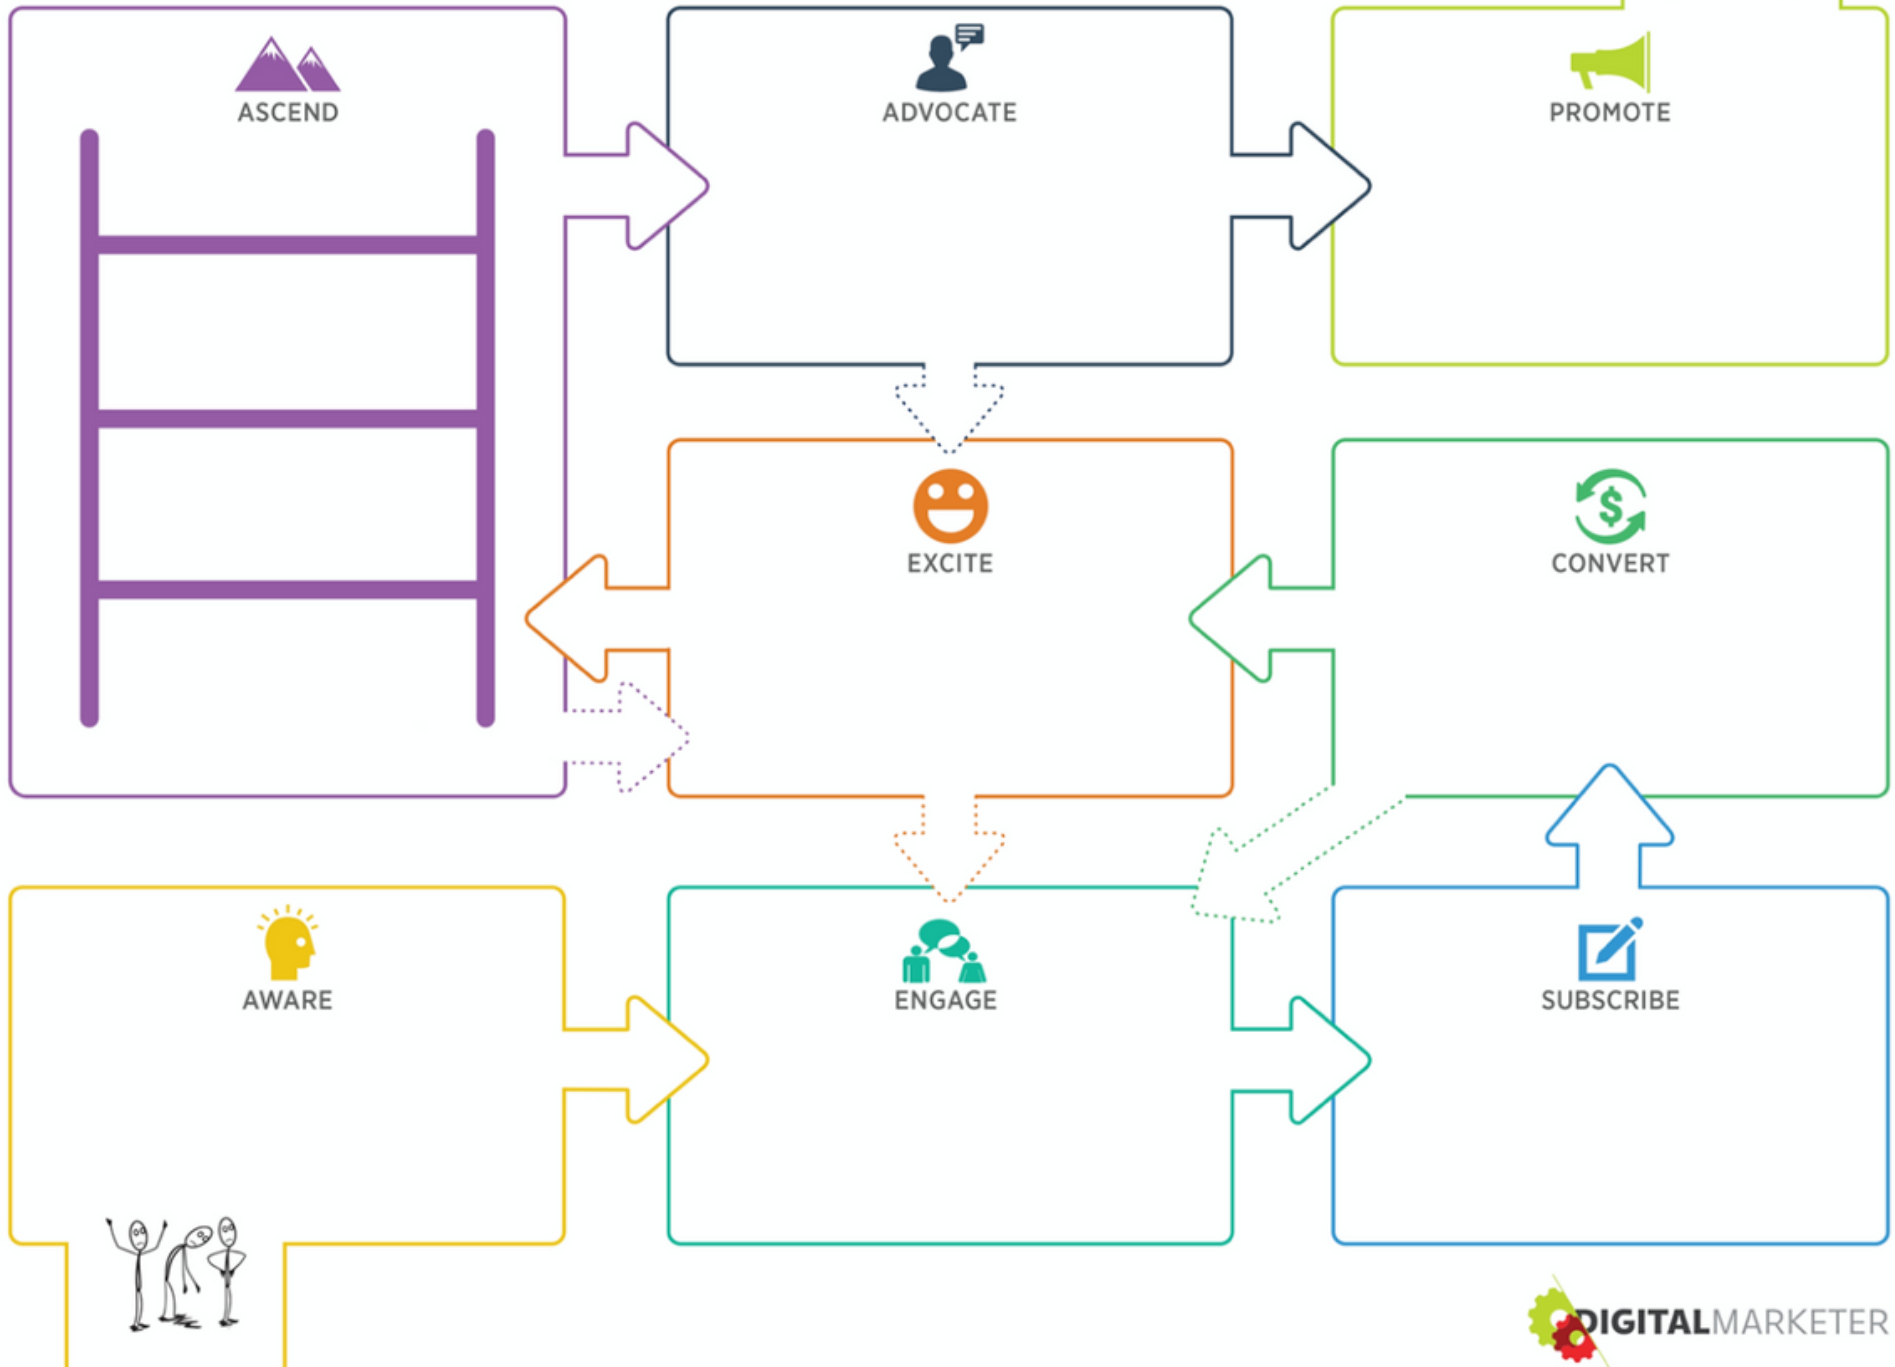 ASCEND
ADVOCATE
PROMOTE
EXCITE
$
CONVERT
AWARE
ENGAGE
SUBSCRIBE
DIGITALMARKETER